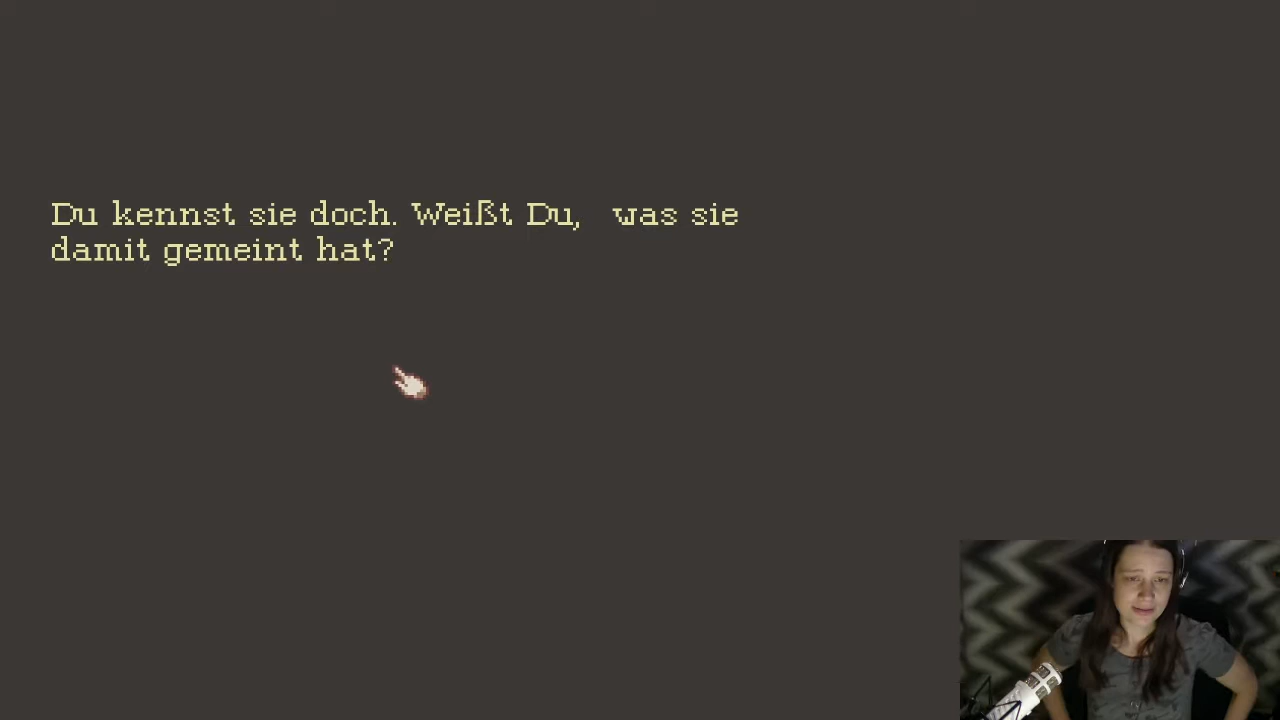 Du kennst sie doch. Weißt Du,  was sie
damit gemeint hat?